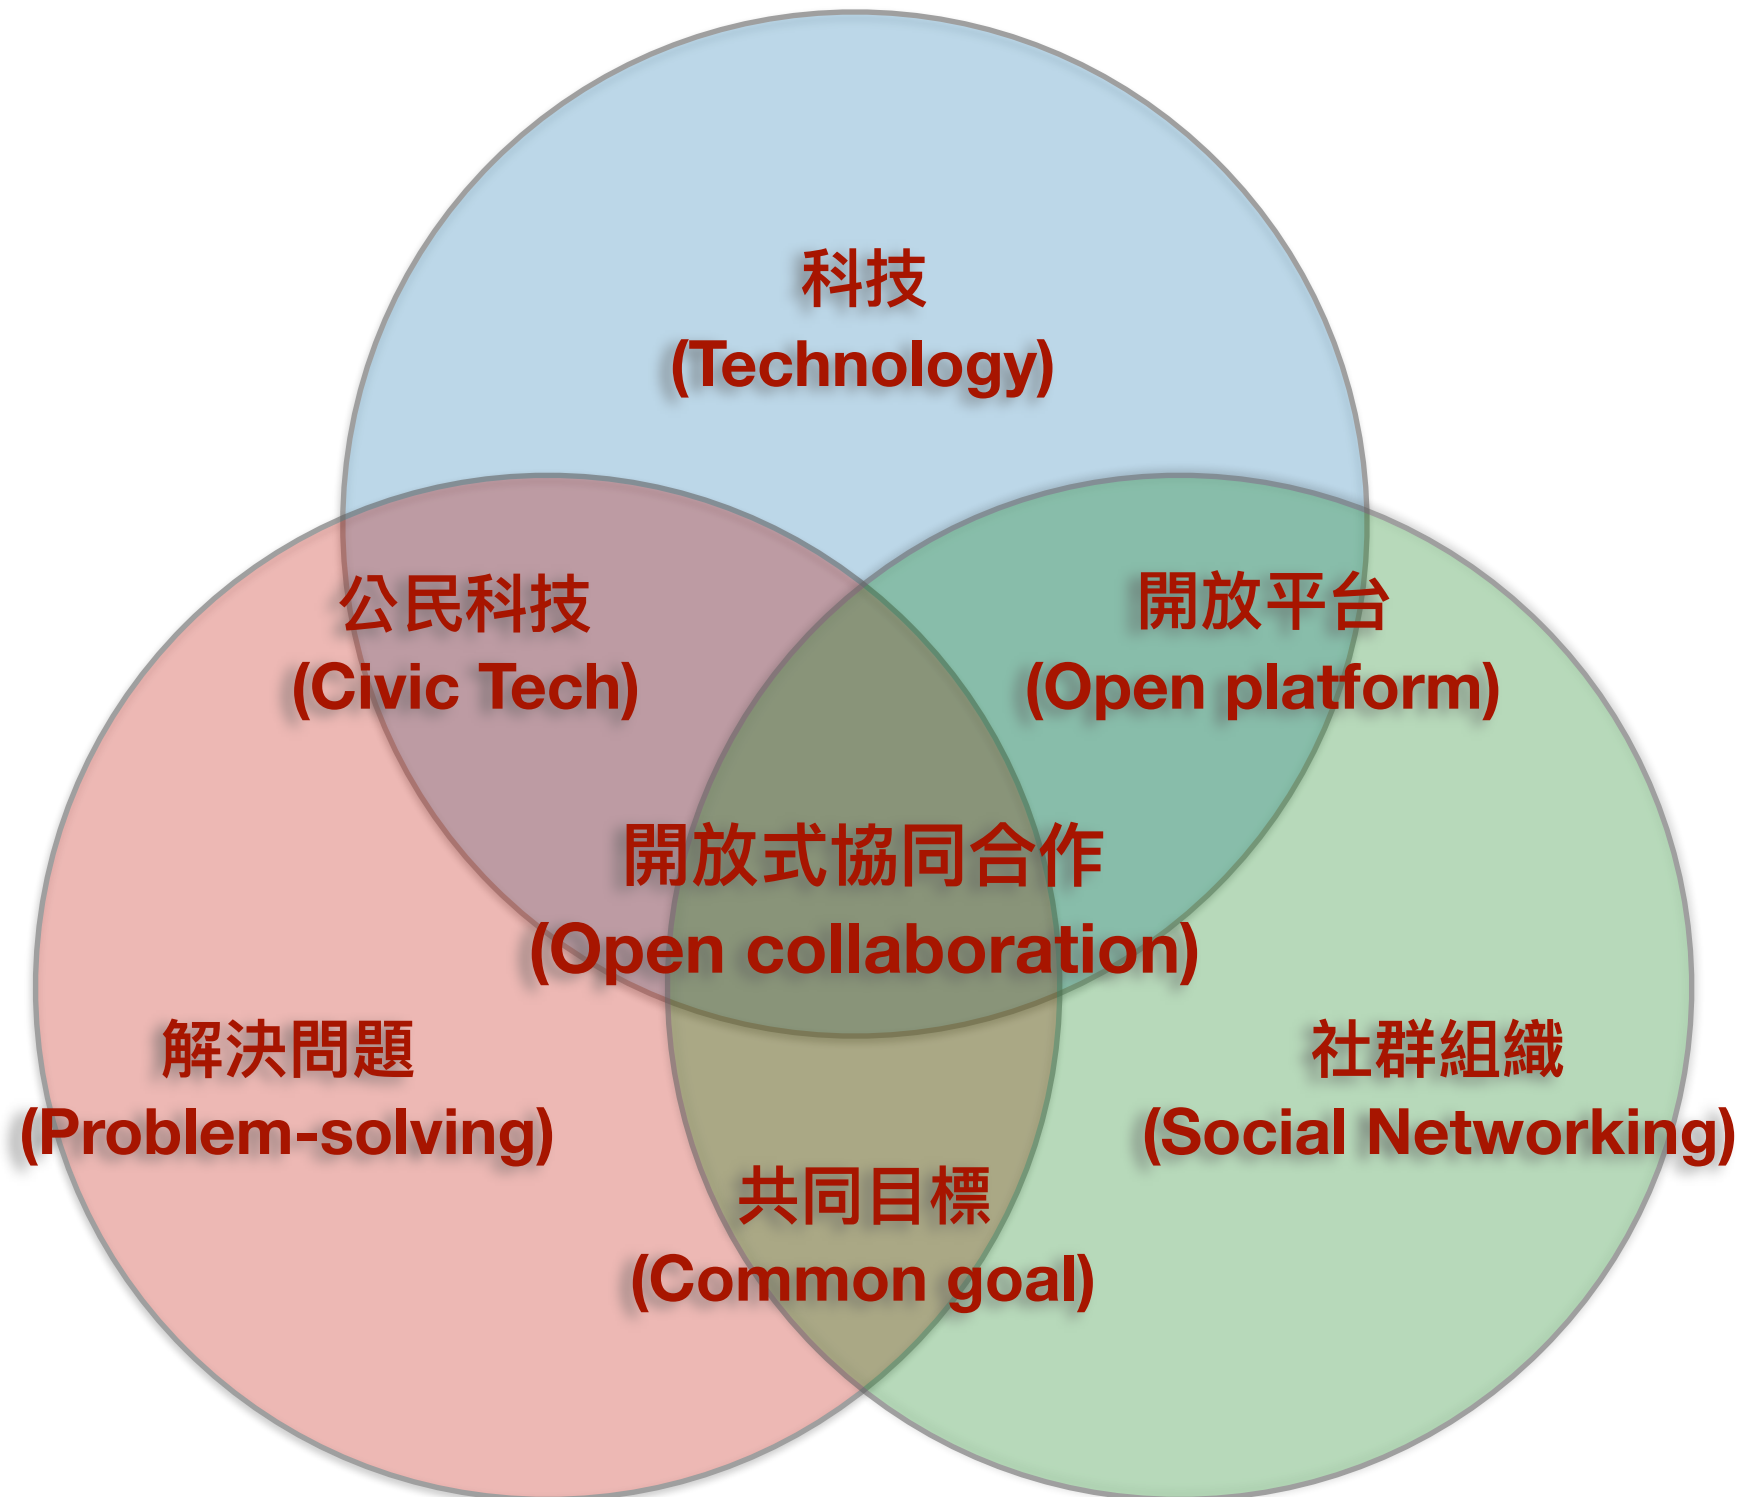 科技
(Technology)
公民科技
(Civic Tech)
開放平台
(Open platform)
開放式協同合作
(Open collaboration)
解決問題
(Problem-solving)
社群組織
(Social Networking)
共同目標
(Common goal)